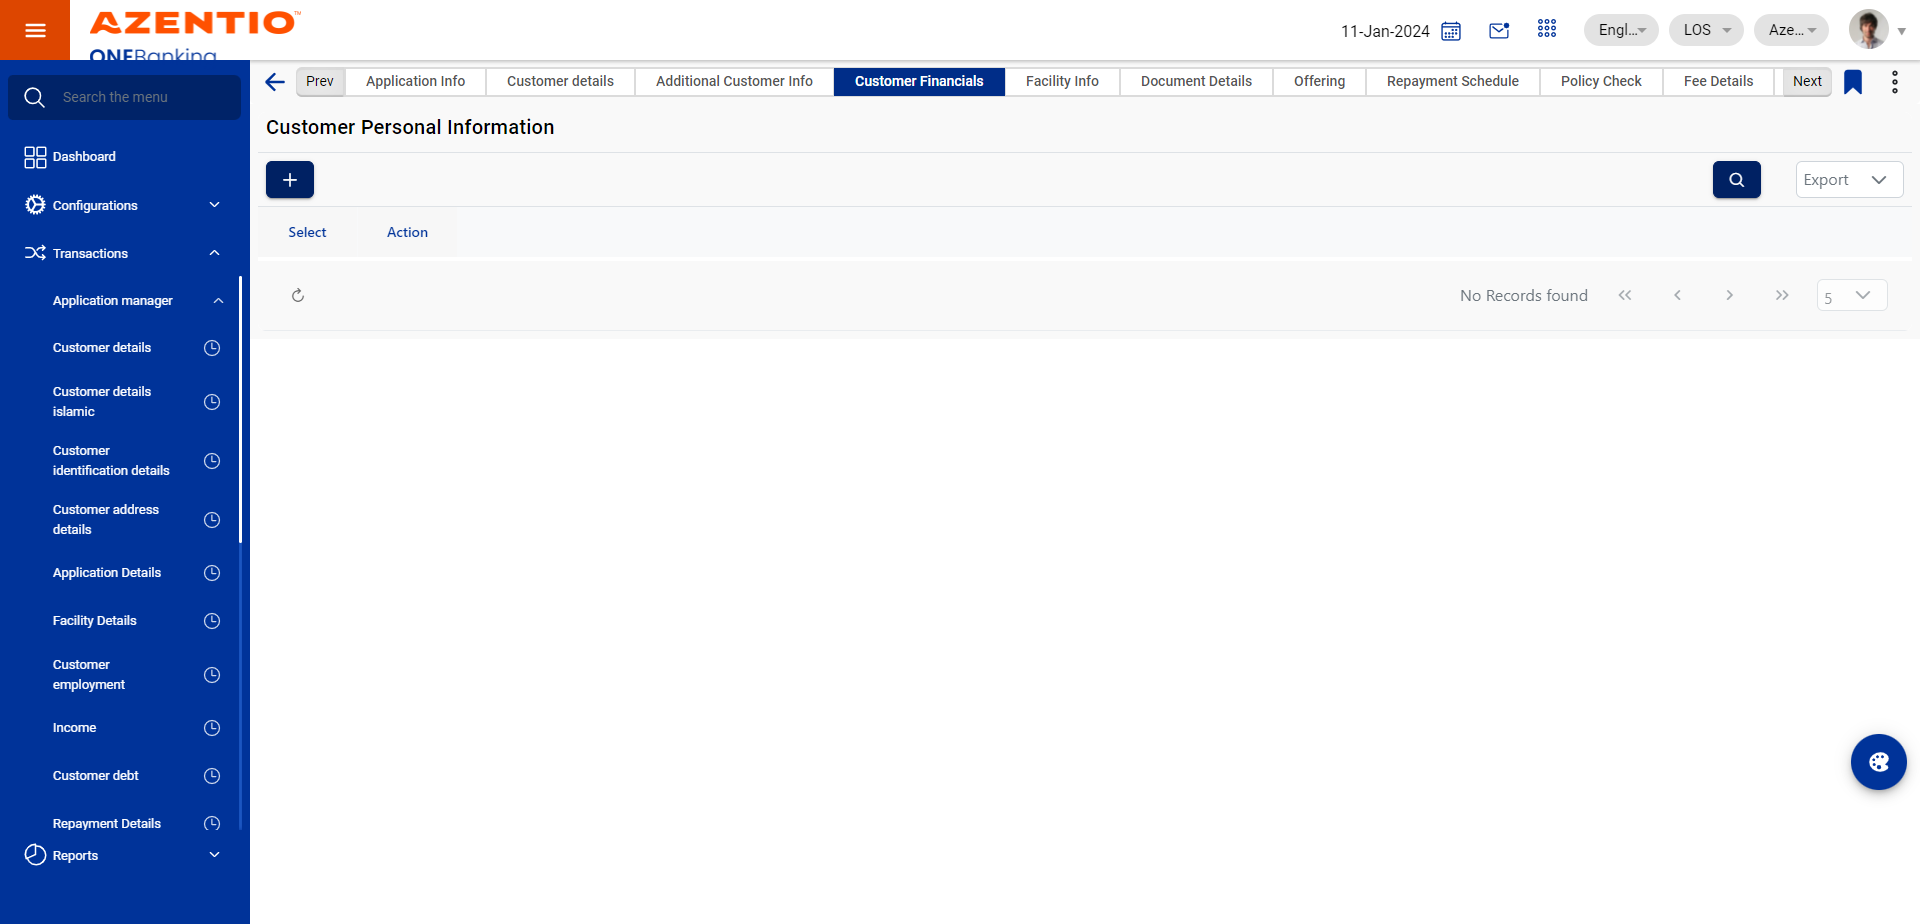 AZENTIO™
ONEBanking
11-Jan-2024
Engl...
LOS
Aze...
Search the menu
Dashboard
Configurations
Transactions
Application manager
Customer details
Customer details
islamic
Customer
identification details
Customer address
details
Application Details
Facility Details
Customer
employment
Income
Customer debt
Repayment Details
Reports
Prev
Application Info
Customer details
Additional Customer Info
Customer Financials
Facility Info
Document Details
Offering
Repayment Schedule
Policy Check
Fee Details
Next
Customer Personal Information
Export
Select
Action
No Records found
5